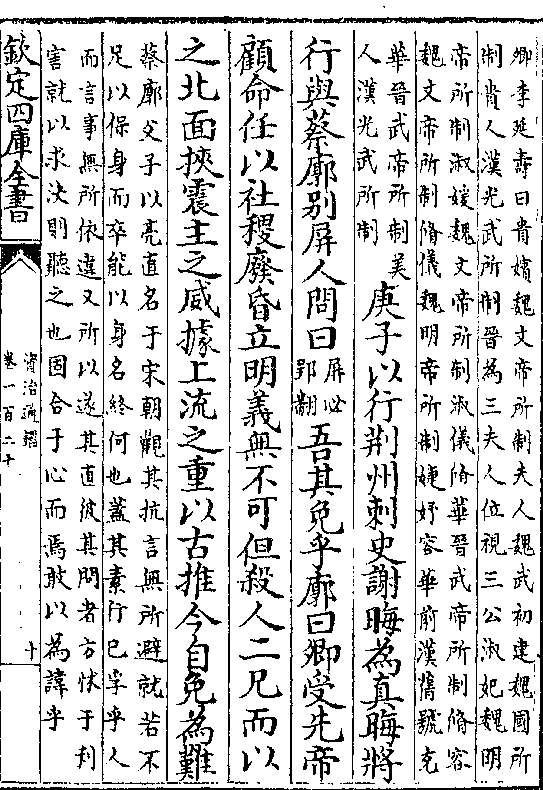 卿李延壽曰貴嬪魏文帝所制夫人魏武初建魏國所
制貴人漢光武所制晉為三夫人位視三公淑妃魏明
帝所制淑媛魏文帝所制淑儀脩華晉武帝所制脩容
魏文帝所制脩儀魏明帝所制婕妤容華前漢舊號充
華晉武帝所制美
人漢光武所制
庚子以行荆州刺史謝晦為真晦將
行與蔡廓别屏人問曰
屏必
郢翻
吾其免乎廓曰卿受先帝
顧命任以社稷廢昏立明義無不可但殺人二兄而以
之北面挾震主之威據上流之重以古推今自免為難
蔡廓父子以亮直名于宋朝觀其抗言無所避就若不
足以保身而卒能以身名終何也蓋其素行已孚乎人
而言事無所依違又所以遂其直彼其問者方怵于利
害就以求決則聽之也固合于心而焉敢以為諱乎
欽定四庫全書
資治通鑑
卷一百二十
十